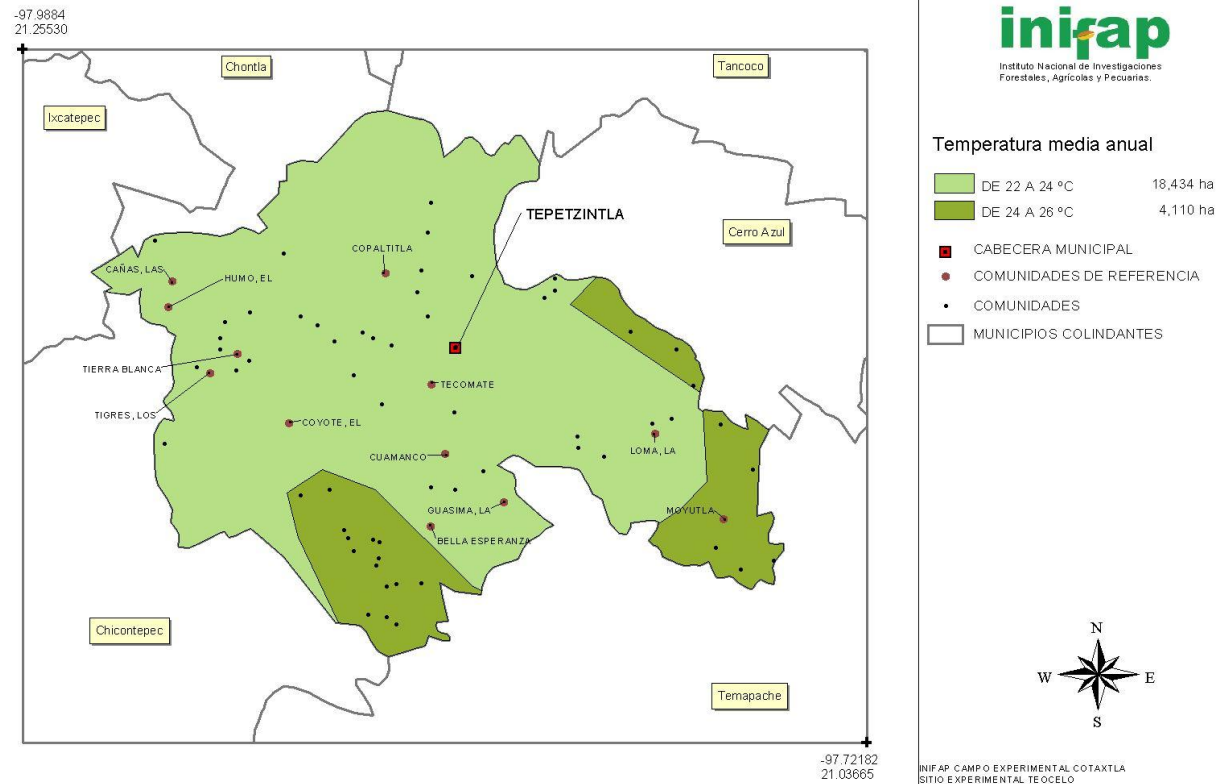 -97.9884
21.25530
Chontla
Tancoco
Ixcatepec
TEPETZINTLA
Cerro Azul
COPALTITLA
CAÑAS, LAS
HUMO, EL
TIERRA BLANCA
TECOMATE
TIGRES, LOS
COYOTE, EL
CUAMANCO
LOMA, LA
GUASIMA, LA
MOYUTLA
BELLA ESPERANZA
Chicontepec
Temapache
-97.72182
21.03665
inifap
Instituto Nacional de Investigaciones
Forestales, Agrícolas y Pecuarias.
Temperatura media anual
DE 22 A 24 ºC 18,434 ha
DE 24 A 26 ºC 4,110 ha
CABECERA MUNICIPAL
COMUNIDADES DE REFERENCIA
COMUNIDADES
MUNICIPIOS COLINDANTES
N
W E
S
INIFAP CAMPO EXPERIMENTAL COTAXTLA
SITIO EXPERIMENTAL TEOCELO